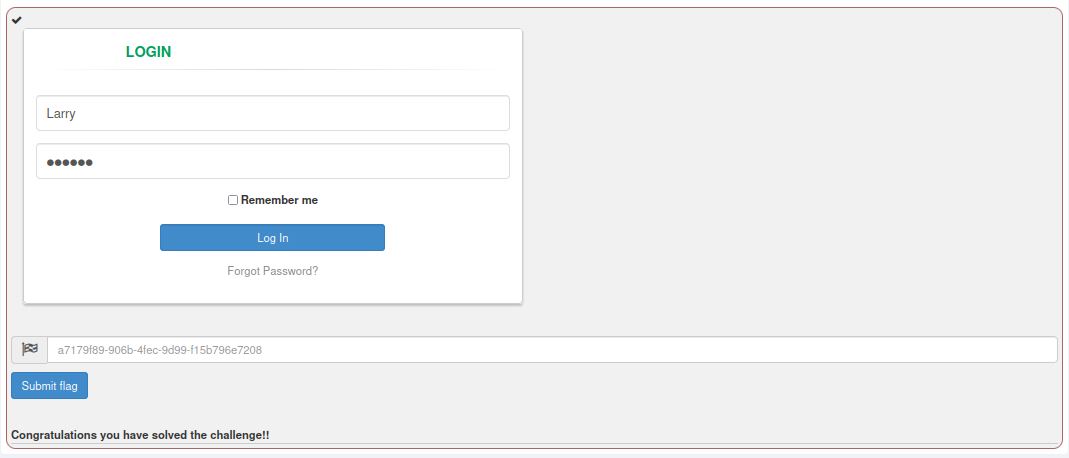 LOGIN
Larry
●●●●●●
Remember me
Log In
Forgot Password?
a7179f89-906b-4fec-9d99-f15b796e7208
Submit flag
Congratulations you have solved the challenge!!